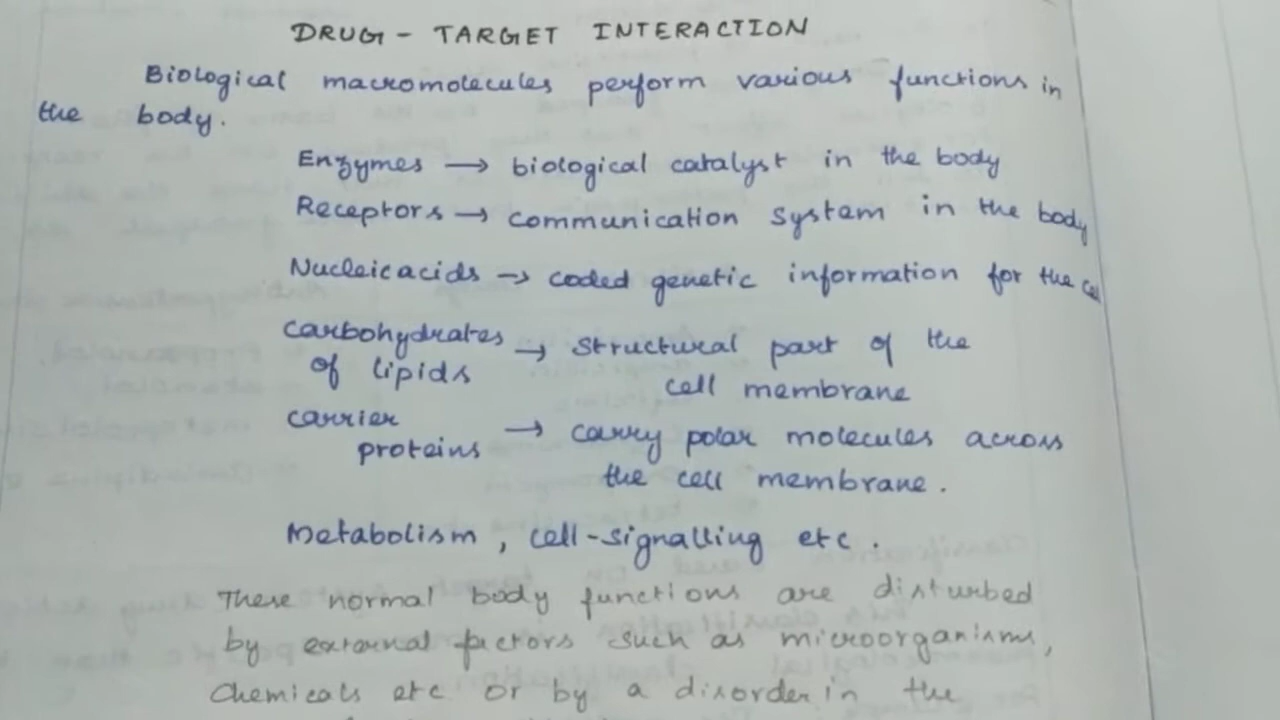 DRUG - TARGET INTERACTION
Biological macromolecules perform various functions in
the body.
Enzymes → biological catalyst in the body
Receptors → communication system in the body
Nucleic acids → coded genetic information for the cell
carbohydrates → structural part of the
of lipids cell membrane
carrier → carry polar molecules across
proteins the cell membrane.
Metabolism, cell-signalling etc.
These normal body functions are disturbed
by external factors such as microorganisms,
chemicals etc or by a disorder in the